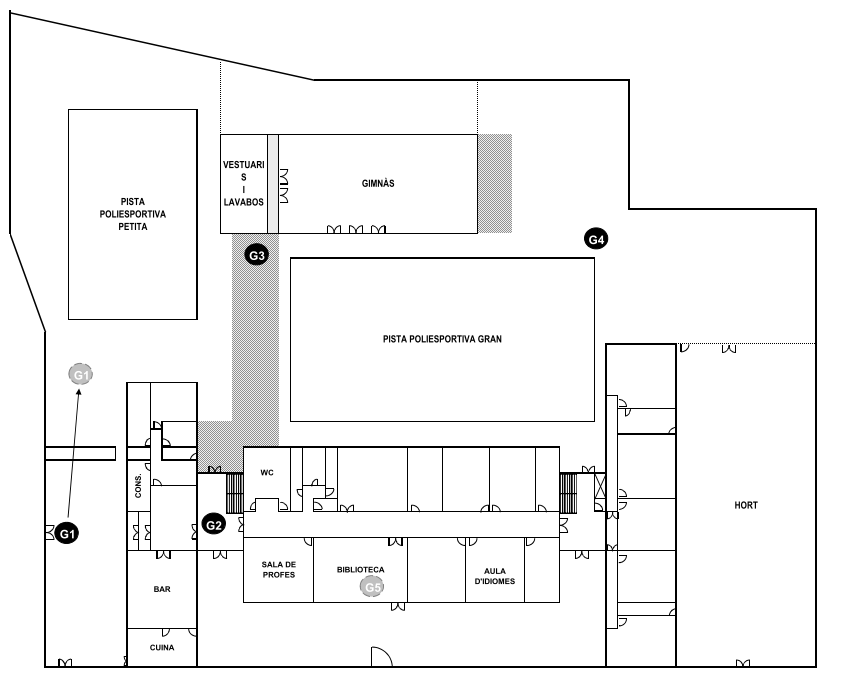 VESTUARI
S
I
LAVABOS
GIMNÀS
PISTA
POLIESPORTIVA
PETITA
G4
G3
PISTA POLIESPORTIVA GRAN
G1
WC
CONS.
HORT
G2
G1
SALA DE
PROFES
BIBLIOTECA
AULA
D'IDIOMES
G5
BAR
CUINA